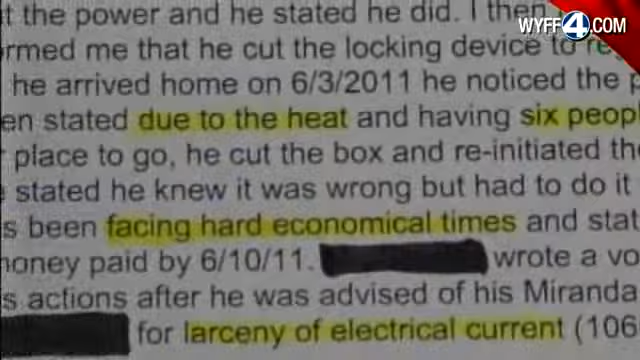 WYFF4.COM
t the power and he stated he did. I then
rmed me that he cut the locking device to
he arrived home on 6/3/2011 he noticed the p
en stated due to the heat and having six peopl
place to go, he cut the box and re-initiated the
stated he knew it was wrong but had to do it
s been facing hard economical times and stat
oney paid by 6/10/11. wrote a vo
s actions after he was advised of his Miranda
for larceny of electrical current (106